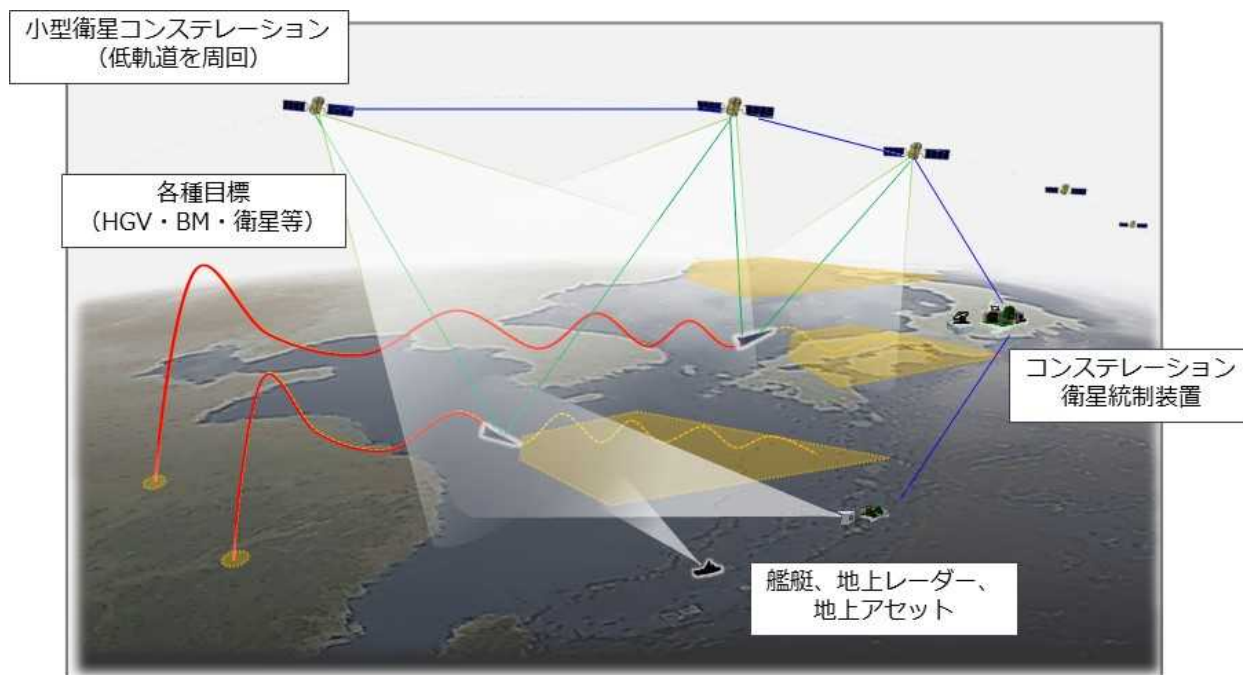 小型衛星コンステレーション
（低軌道を周回）
各種目標
（HGV・BM・衛星等）
コンステレーション
衛星統制装置
艦艇、地上レーダー、
地上アセット